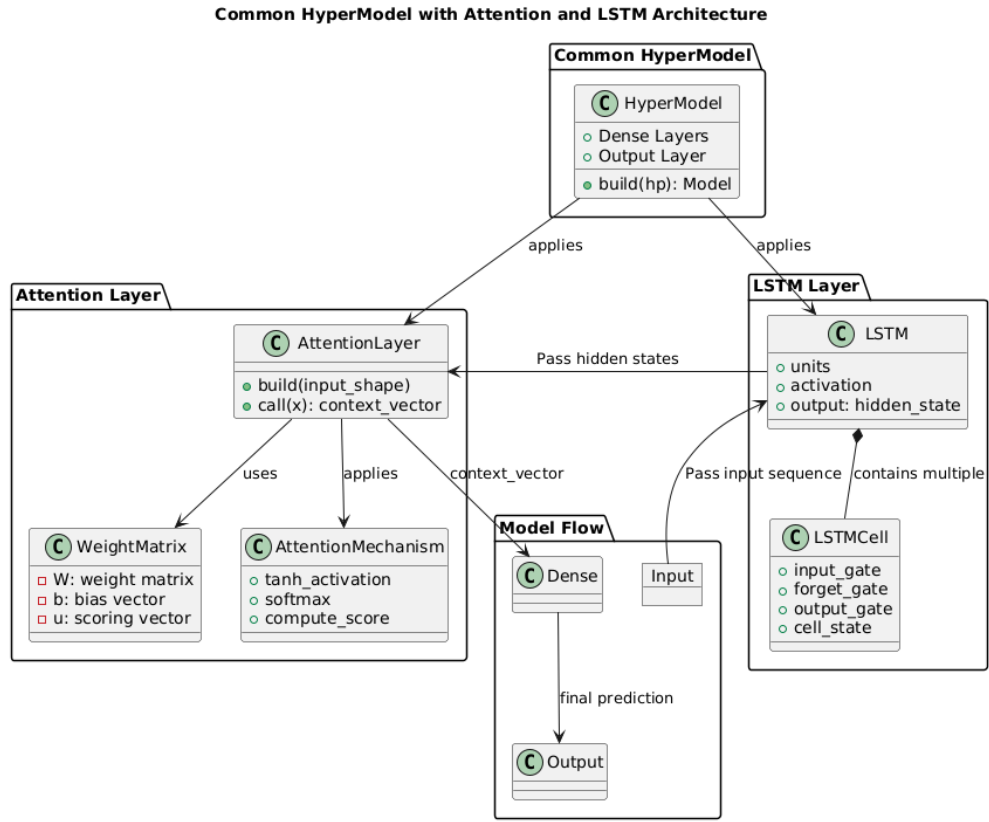 Common HyperModel with Attention and LSTM Architecture
Common HyperModel
C HyperModel
Dense Layers
Output Layer
build(hp): Model
applies
applies
Attention Layer
C AttentionLayer
build(input_shape)
call(x): context_vector
LSTM Layer
C LSTM
units
activation
output: hidden_state
Pass hidden states
uses
applies
context_vector
Pass input sequence
contains multiple
C WeightMatrix
W: weight matrix
b: bias vector
u: scoring vector
C AttentionMechanism
tanh_activation
softmax
compute_score
Model Flow
C Dense
Input
C LSTMCell
input_gate
forget_gate
output_gate
cell_state
final prediction
C Output